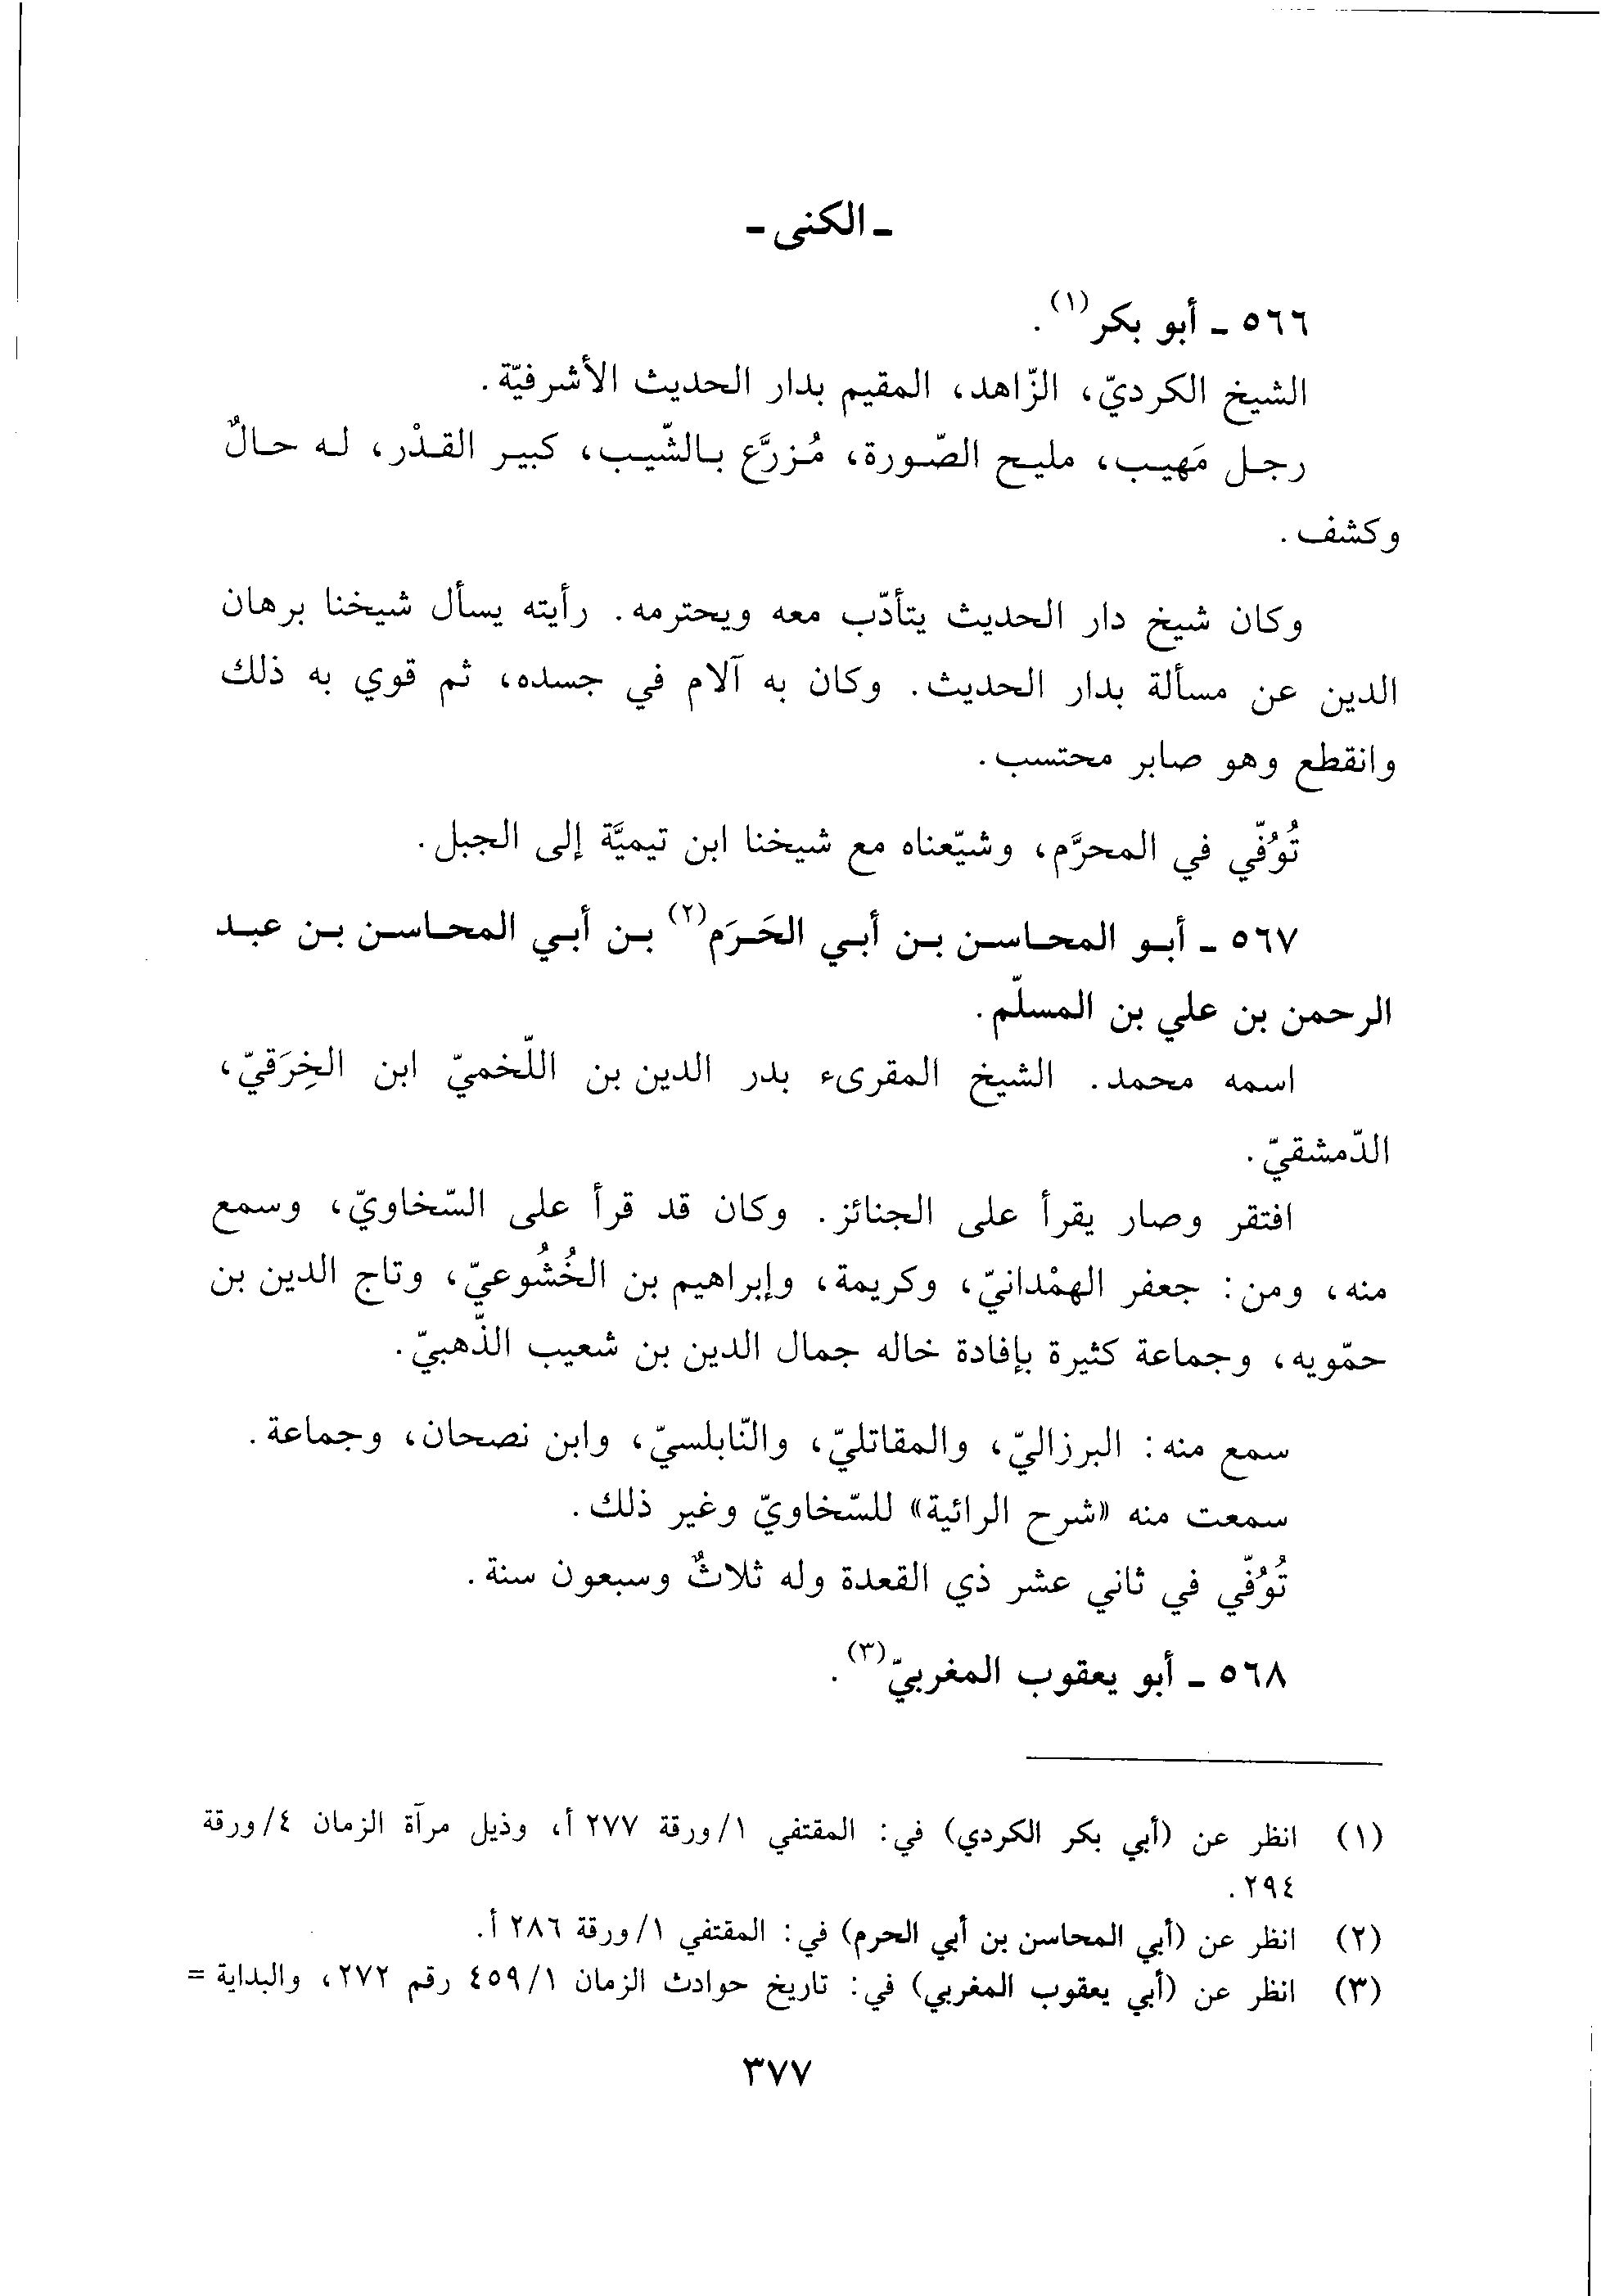 ـ الكنى ـ
٥٦٦ ـ أبو بكر(١).
الشيخ الكرديّ، الزّاهد، المقيم بدار الحديث الأشرفيّة.
رجل مَهيب، مليح الصّورة، مُزرَّع بالشّيب، كبير القدْر، له حالٌ
وكشف.
وكان شيخ دار الحديث يتأدّب معه ويحترمه. رأيته يسأل شيخنا برهان
الدين عن مسألة بدار الحديث. وكان به آلام في جسده، ثم قوي به ذلك
وانقطع وهو صابر محتسب.
تُوُفّي في المحرَّم، وشيّعناه مع شيخنا ابن تيميَّة إلى الجبل.
٥٦٧ ـ أبو المحاسن بن أبي الحَرَم(٢) بن أبي المحاسن بن عبد
الرحمن بن علي بن المسلّم.
اسمه محمد. الشيخ المقرىء بدر الدين بن اللّخميّ ابن الخِرَقيّ،
الدّمشقيّ.
افتقر وصار يقرأ على الجنائز. وكان قد قرأ على السّخاويّ، وسمع
منه، ومن: جعفر الهمْدانيّ، وكريمة، وإبراهيم بن الخُشُوعيّ، وتاج الدين بن
حمّويه، وجماعة كثيرة بإفادة خاله جمال الدين بن شعيب الذّهبيّ.
سمع منه: البرزاليّ، والمقاتليّ، والنّابلسيّ، وابن نصحان، وجماعة.
سمعت منه «شرح الرائية» للسّخاويّ وغير ذلك.
تُوُفّي في ثاني عشر ذي القعدة وله ثلاثٌ وسبعون سنة.
٥٦٨ ـ أبو يعقوب المغربيّ(٣).
(١) انظر عن (أبي بكر الكردي) في: المقتفي ١/ورقة ٢٧٧ أ، وذيل مرآة الزمان ٤/ورقة
٢٩٤.
(٢) انظر عن (أبي المحاسن بن أبي الحرم) في: المقتفي ١/ورقة ٢٨٦ أ.
(٣) انظر عن (أبي يعقوب المغربي) في: تاريخ حوادث الزمان ٤٥٩/١ رقم ٢٧٢، والبداية =
٣٧٧